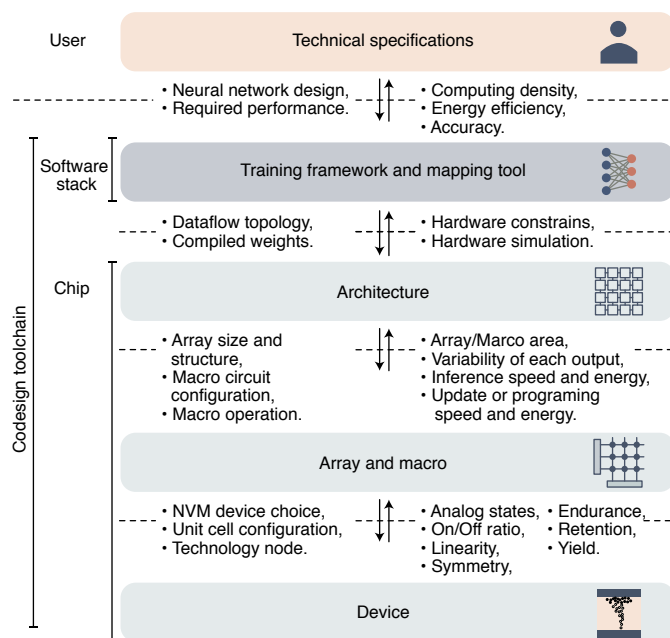 User
Technical specifications
• Neural network design,
• Required performance.
• Computing density,
• Energy efficiency,
• Accuracy.
Codesign toolchain
Software
stack
Training framework and mapping tool
• Dataflow topology,
• Compiled weights.
• Hardware constrains,
• Hardware simulation.
Chip
Architecture
• Array size and
structure,
• Macro circuit
configuration,
• Macro operation.
• Array/Marco area,
• Variability of each output,
• Inference speed and energy,
• Update or programing
speed and energy.
Array and macro
• NVM device choice,
• Unit cell configuration,
• Technology node.
• Analog states,
• On/Off ratio,
• Linearity,
• Symmetry,
• Endurance,
• Retention,
• Yield.
Device